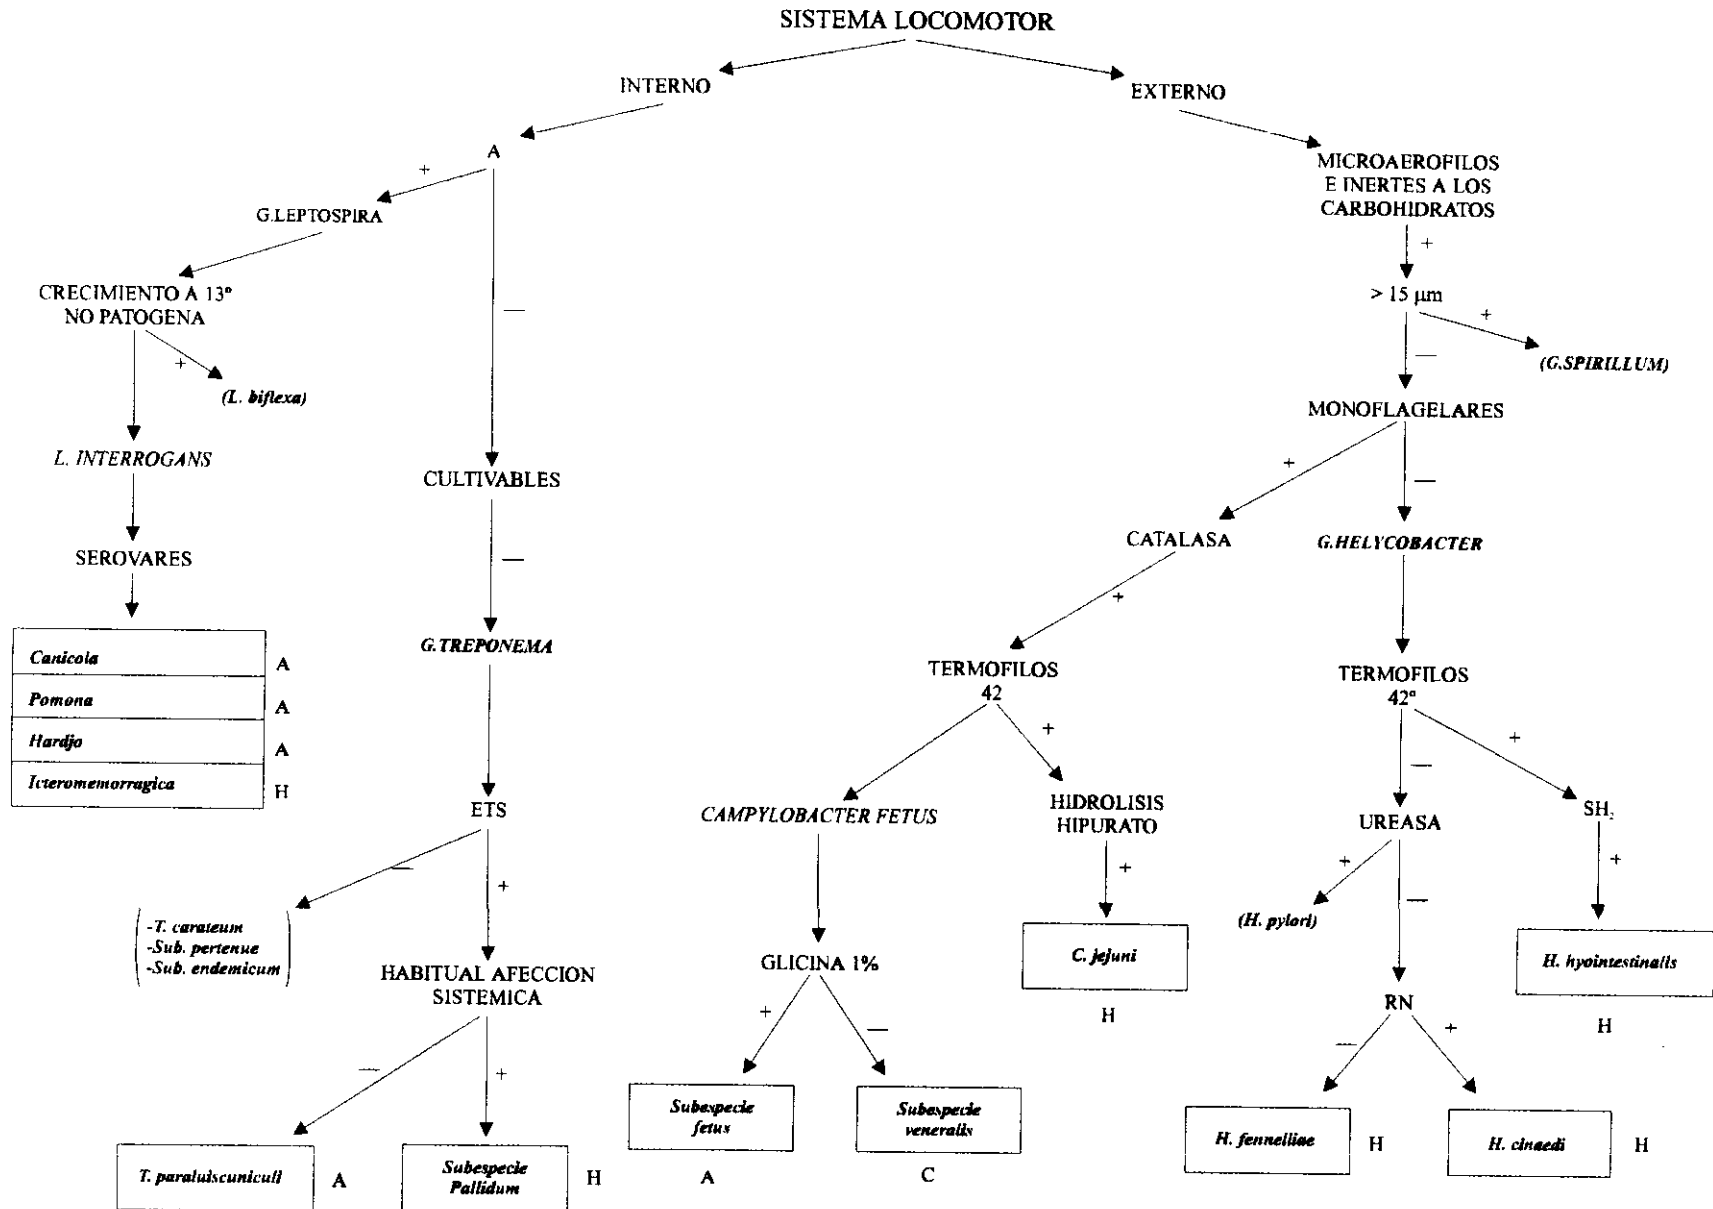 SISTEMA LOCOMOTOR
INTERNO
EXTERNO
A
+
G.LEPTOSPIRA
CRECIMIENTO A 13º
NO PATOGENA
+
(L. biflexa)
L. INTERROGANS
SEROVARES
Canicola
A
Pomona
A
Hardjo
A
Icteromemorragica
H
—
CULTIVABLES
—
G.TREPONEMA
ETS
—
+
-T. carateum
-Sub. pertenue
-Sub. endemicum
HABITUAL AFECCION
SISTEMICA
—
+
T. paraluiscuniculi
A
Subespecie
Pallidum
H
MICROAEROFILOS
E INERTES A LOS
CARBOHIDRATOS
+
> 15 µm
+
—
(G.SPIRILLUM)
MONOFLAGELARES
+
—
CATALASA
+
TERMOFILOS
42
+
CAMPYLOBACTER FETUS
HIDROLISIS
HIPURATO
+
C. jejuni
H
GLICINA 1%
+
—
Subespecie
fetus
A
Subespecie
veneralis
C
G.HELYCOBACTER
TERMOFILOS
42º
—
+
UREASA
SH2
+
—
+
(H. pylori)
H. hyointestinalis
H
RN
—
+
H. fennelliae
H
H. cinaedi
H